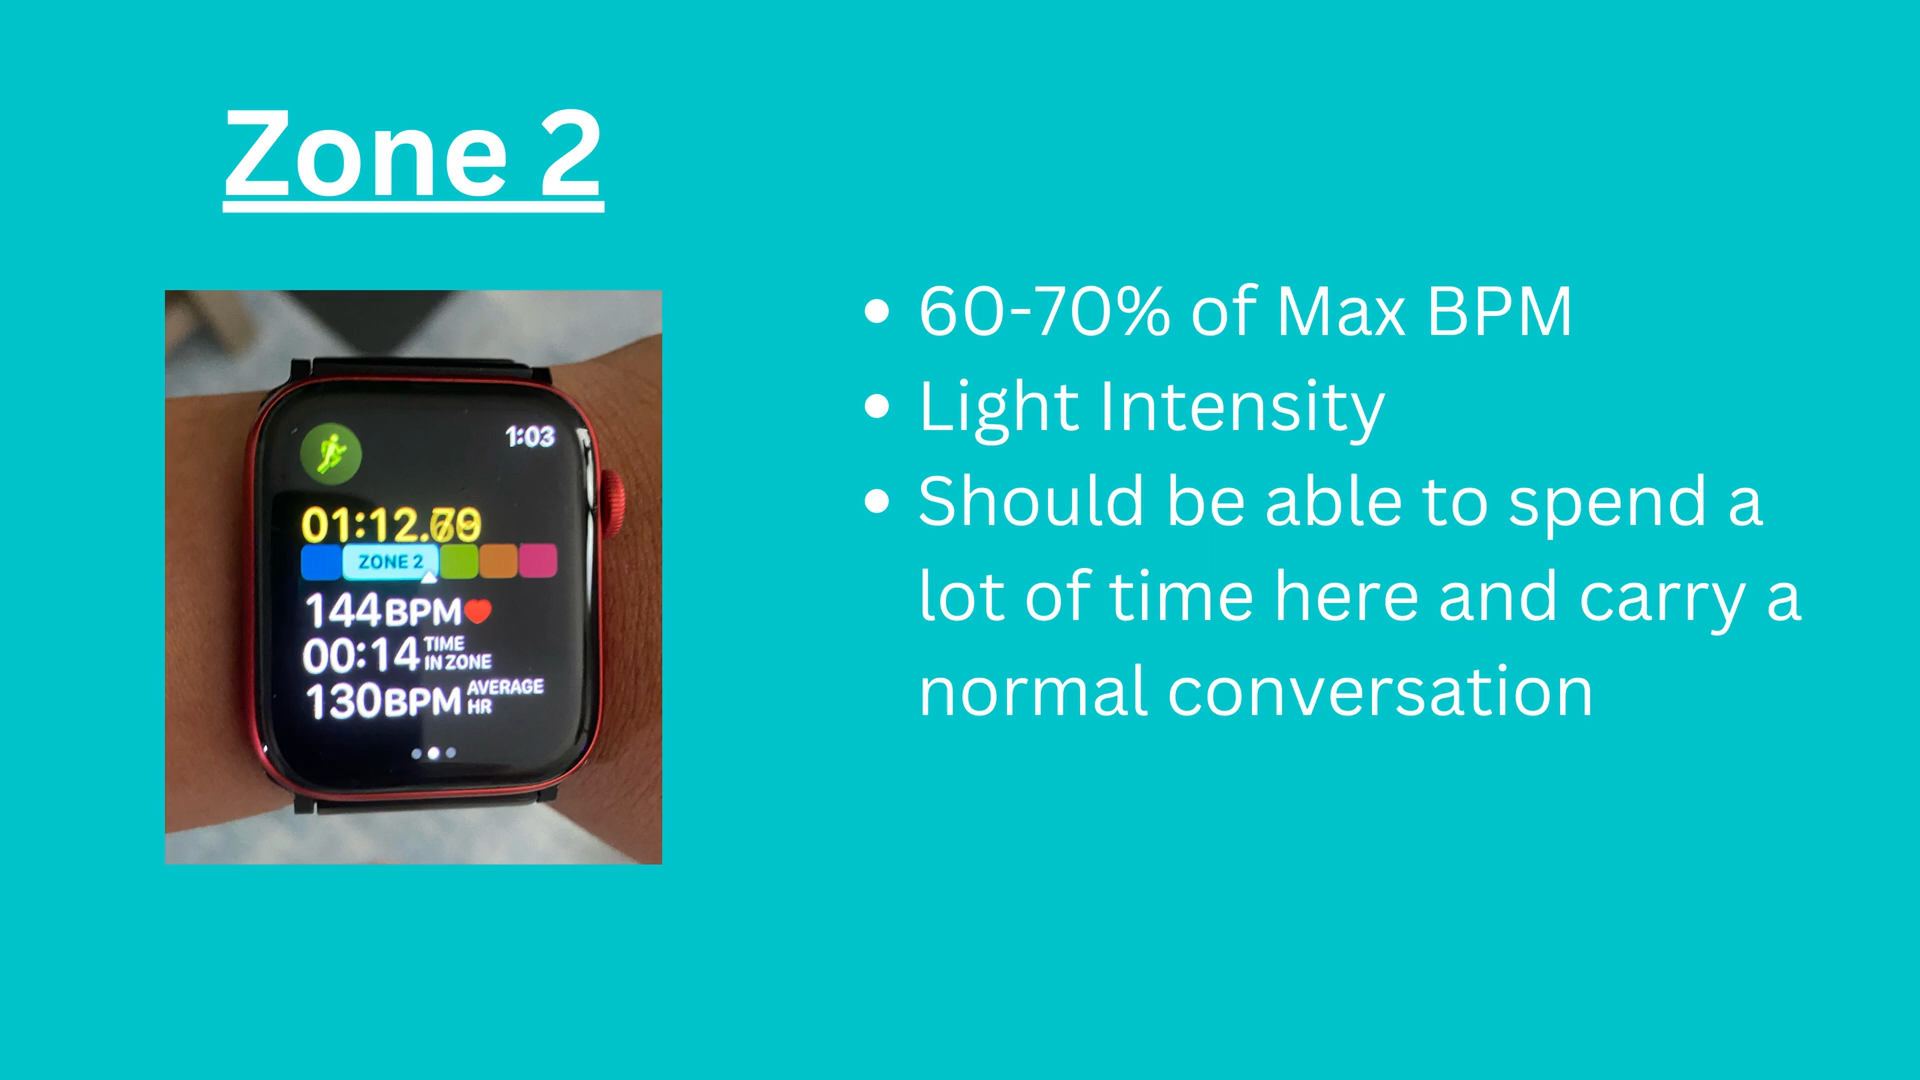 Zone 2
1:03
01:12.
ZONE 2
144BPM
00:14 TIME IN ZONE
130BPM AVERAGE HR
• 60-70% of Max BPM
• Light Intensity
• Should be able to spend a
lot of time here and carry a
normal conversation